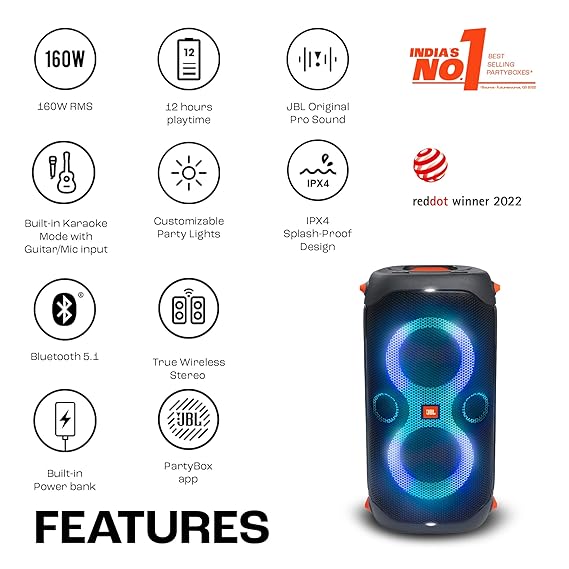 160W
160W RMS
12
12 hours
playtime
JBL Original
Pro Sound
INDIA'S
NO.1
BEST
SELLING
PARTYBOXES*
Built-in Karaoke
Mode with
Guitar/Mic input
Customizable
Party Lights
IPX4
IPX4
Splash-Proof
Design
reddot winner 2022
Bluetooth 5.1
True Wireless
Stereo
JBL
Built-in
Power bank
PartyBox
app
JBL
FEATURES